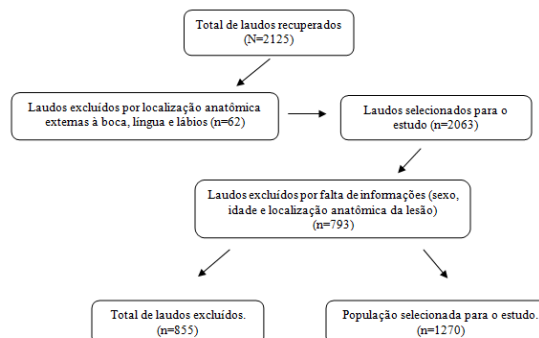 Total de laudos recuperados
(N=2125)
Laudos excluídos por localização anatômica
externas à boca, língua e lábios (n=62)
Laudos selecionados para o
estudo (n=2063)
Laudos excluídos por falta de informações (sexo,
idade e localização anatômica da lesão)
(n=793)
Total de laudos excluídos.
(n=855)
População selecionada para o estudo.
(n=1270)